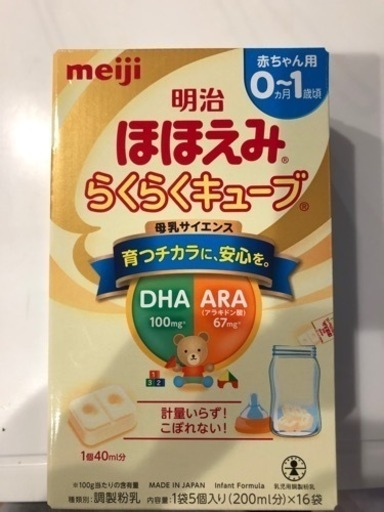 meiji
赤ちゃん用
0ヵ月〜1歳頃
明治
ほほえみ®
らくらくキューブ®
母乳サイエンス
育つチカラに、安心を。
DHA 100mg※
ARA (アラキドン酸) 67mg※
1
3 2
計量いらず!
こぼれない!
1個40ml分
※100g当たりの含有量 MADE IN JAPAN Infant Formula
種類別:調製粉乳 内容量:1袋5個入り(200ml分)×16袋
乳児用調製粉乳